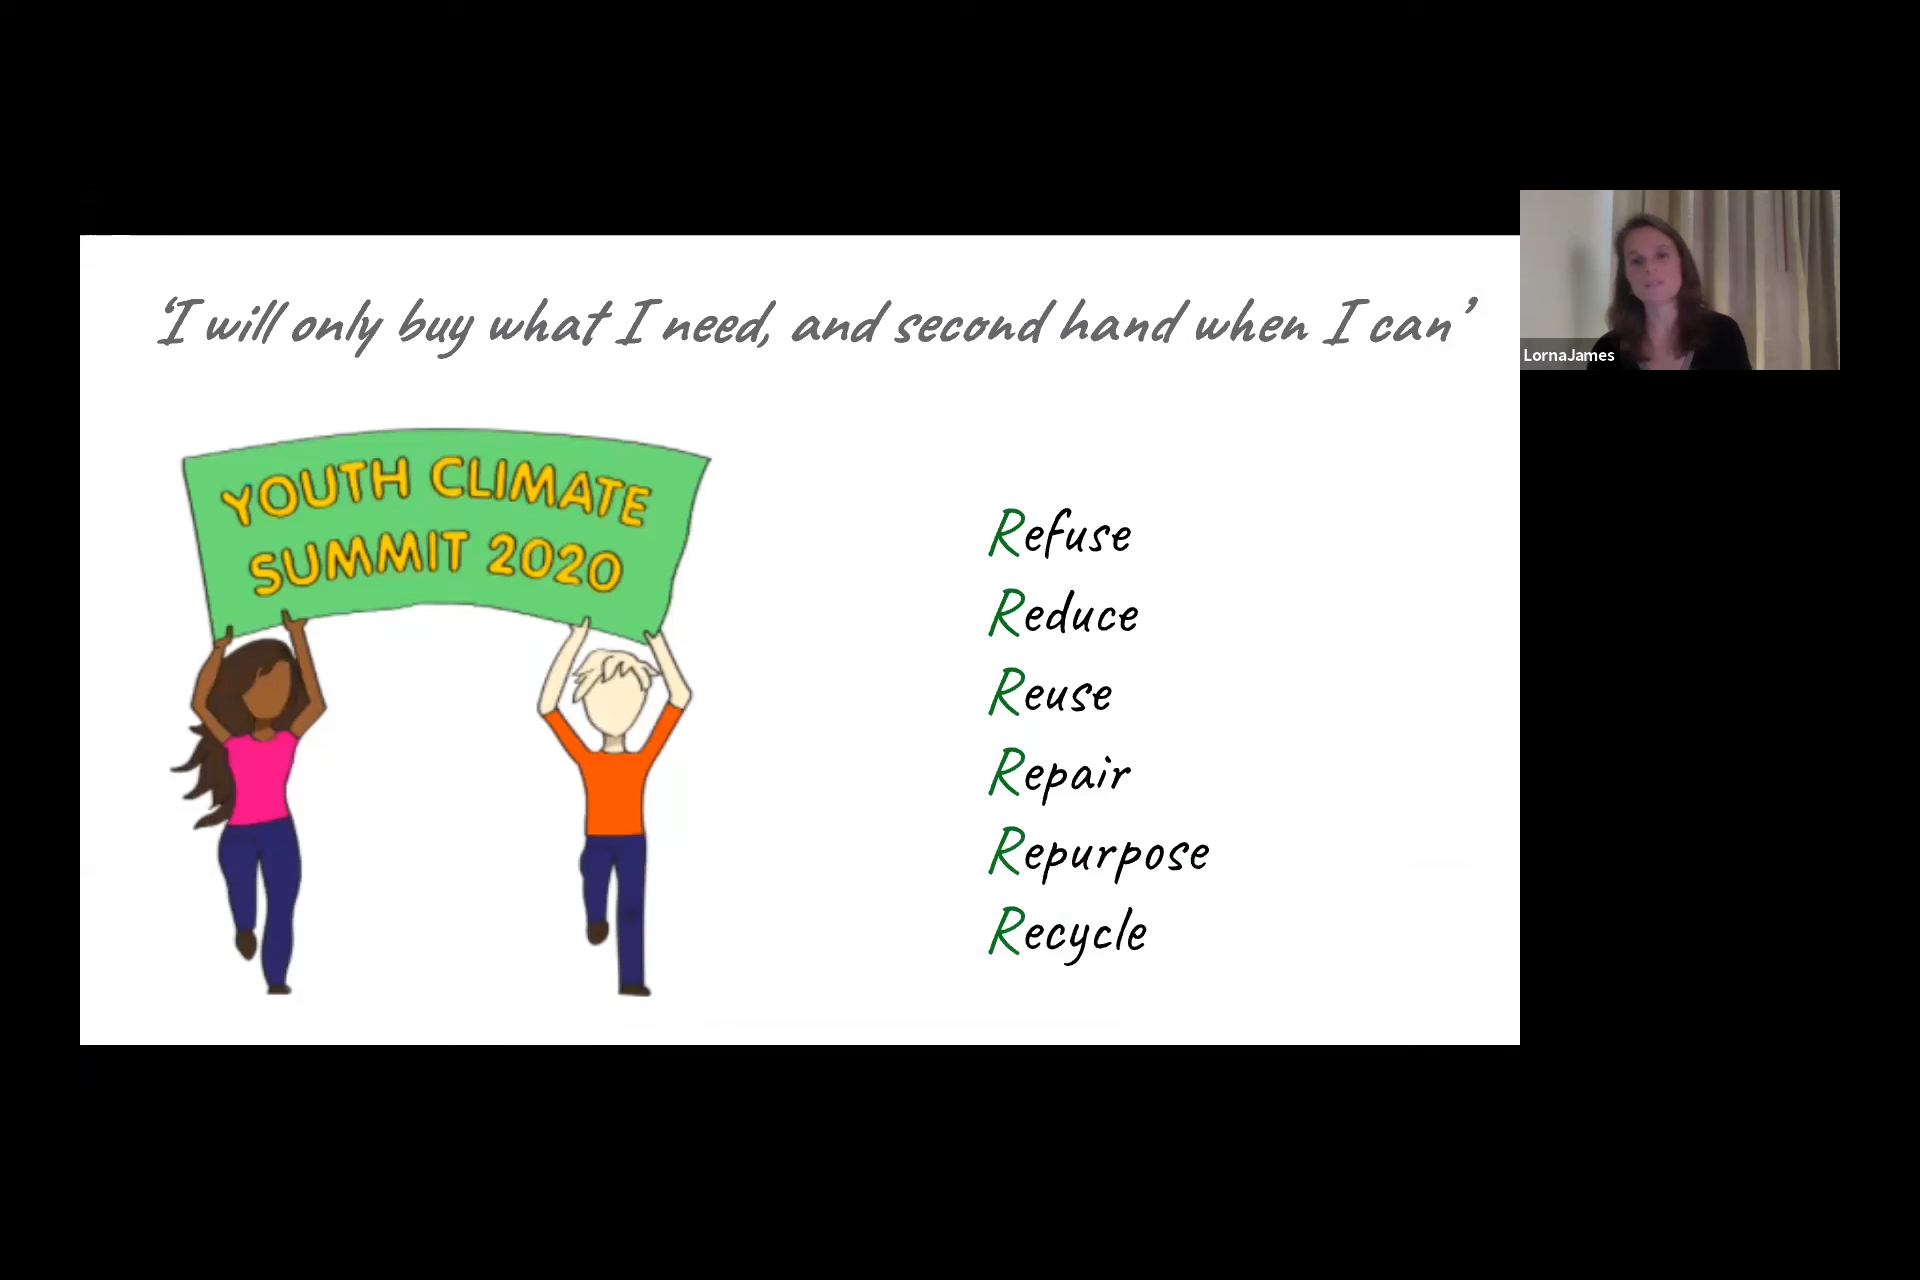 ‘I will only buy what I need, and second hand when I can’
YOUTH CLIMATE
SUMMIT 2020
Refuse
Reduce
Reuse
Repair
Repurpose
Recycle
LornaJames